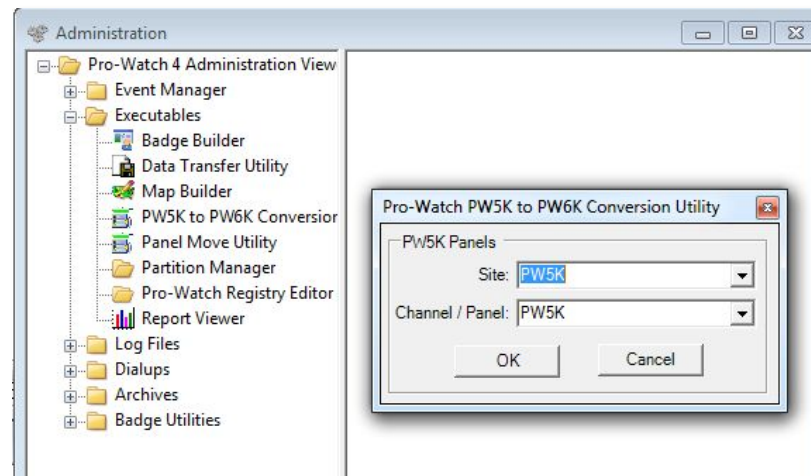 Administration
Pro-Watch 4 Administration View
Event Manager
Executables
Badge Builder
Data Transfer Utility
Map Builder
PW5K to PW6K Conversion
Panel Move Utility
Partition Manager
Pro-Watch Registry Editor
Report Viewer
Log Files
Dialups
Archives
Badge Utilities
Pro-Watch PW5K to PW6K Conversion Utility
PW5K Panels
Site: PW5K
Channel / Panel: PW5K
OK Cancel